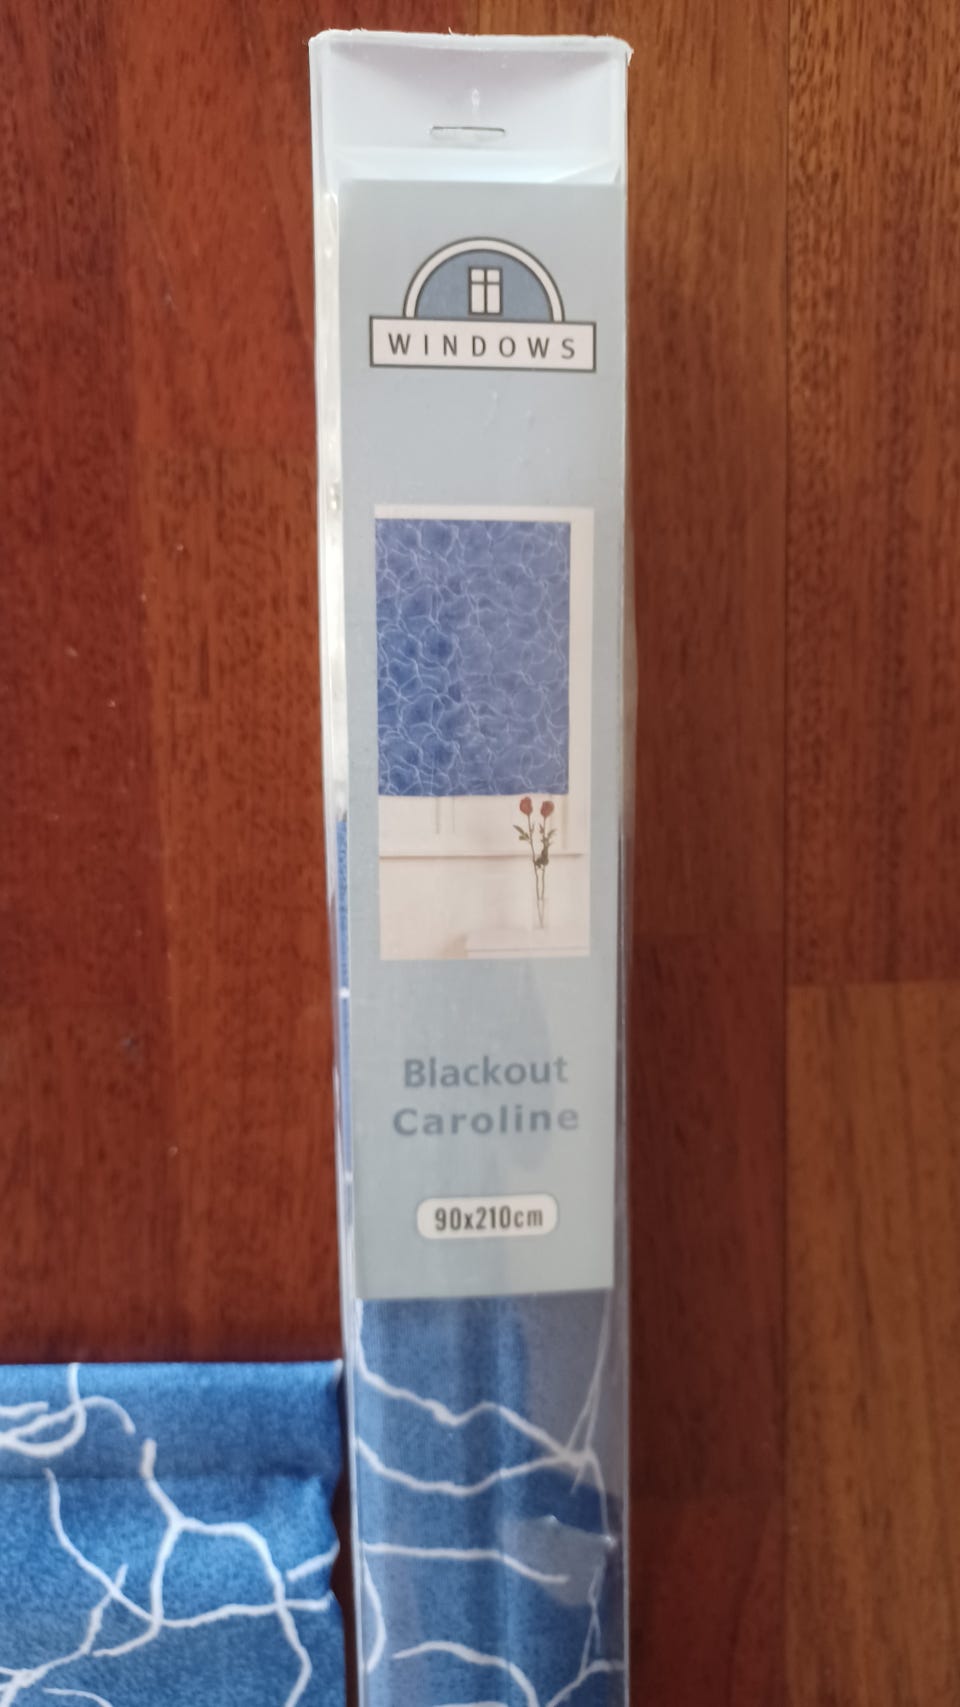 WINDOWS
Blackout
Caroline
90x210cm